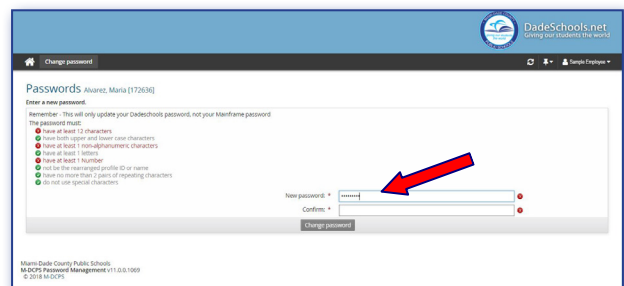 DadeSchools.net
Giving our students the world
Change password
Sample Employee
Passwords Alvarez, Maria [172636]
Enter a new password.
Remember - This will only update your Dadeschools password, not your Mainframe password
The password must:
have at least 12 characters
have both upper and lower case characters
have at least 1 non-alphanumeric characters
have at least 1 letters
have at least 1 Number
not be the rearranged profile ID or name
have no more than 2 pairs of repeating characters
do not use special characters
New password: *
Confirm: *
Change password
Miami-Dade County Public Schools
M-DCPS Password Management v11.0.0.1069
© 2018 M-DCPS